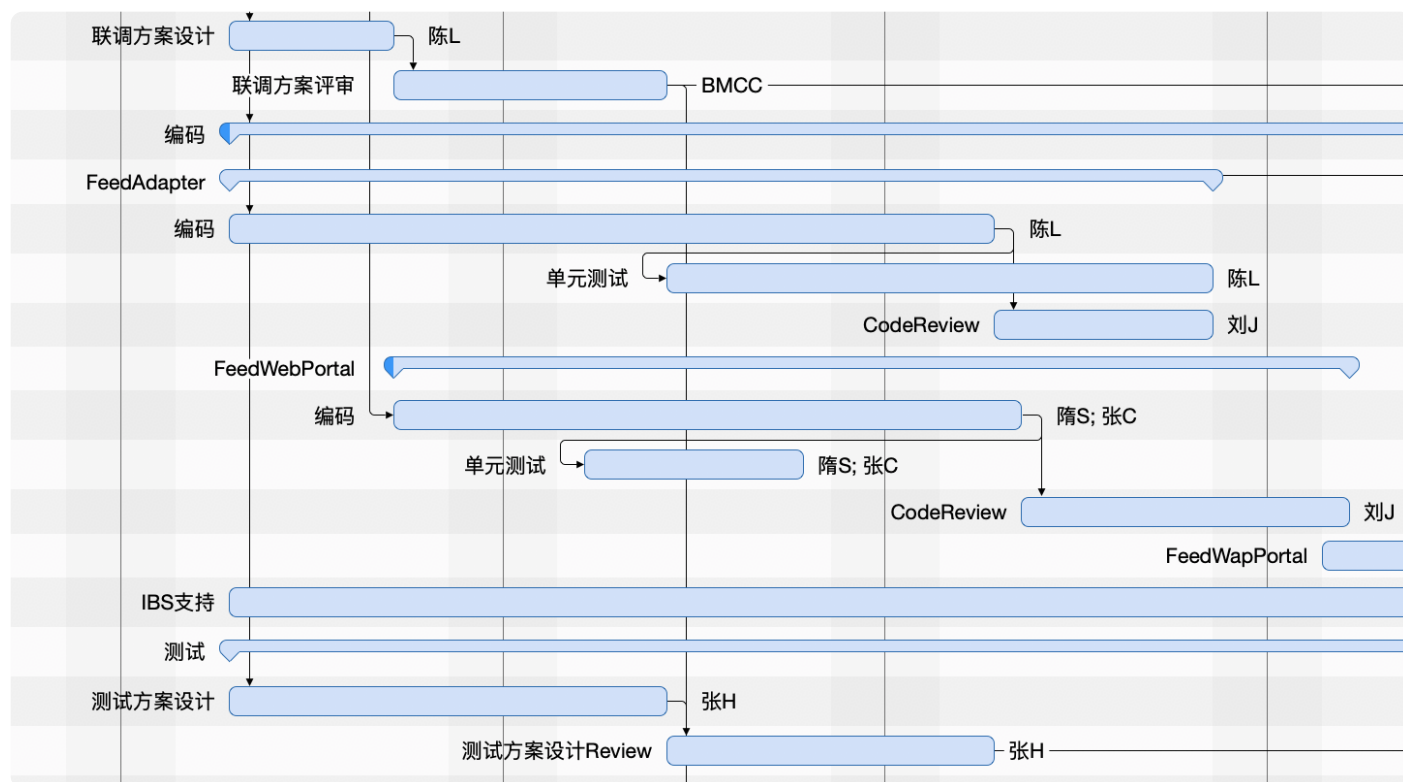 联调方案设计 陈L
联调方案评审 BMCC
编码
FeedAdapter
编码 陈L
单元测试 陈L
CodeReview 刘J
FeedWebPortal
编码 隋S; 张C
单元测试 隋S; 张C
CodeReview 刘J
FeedWapPortal
IBS支持
测试
测试方案设计 张H
测试方案设计Review 张H